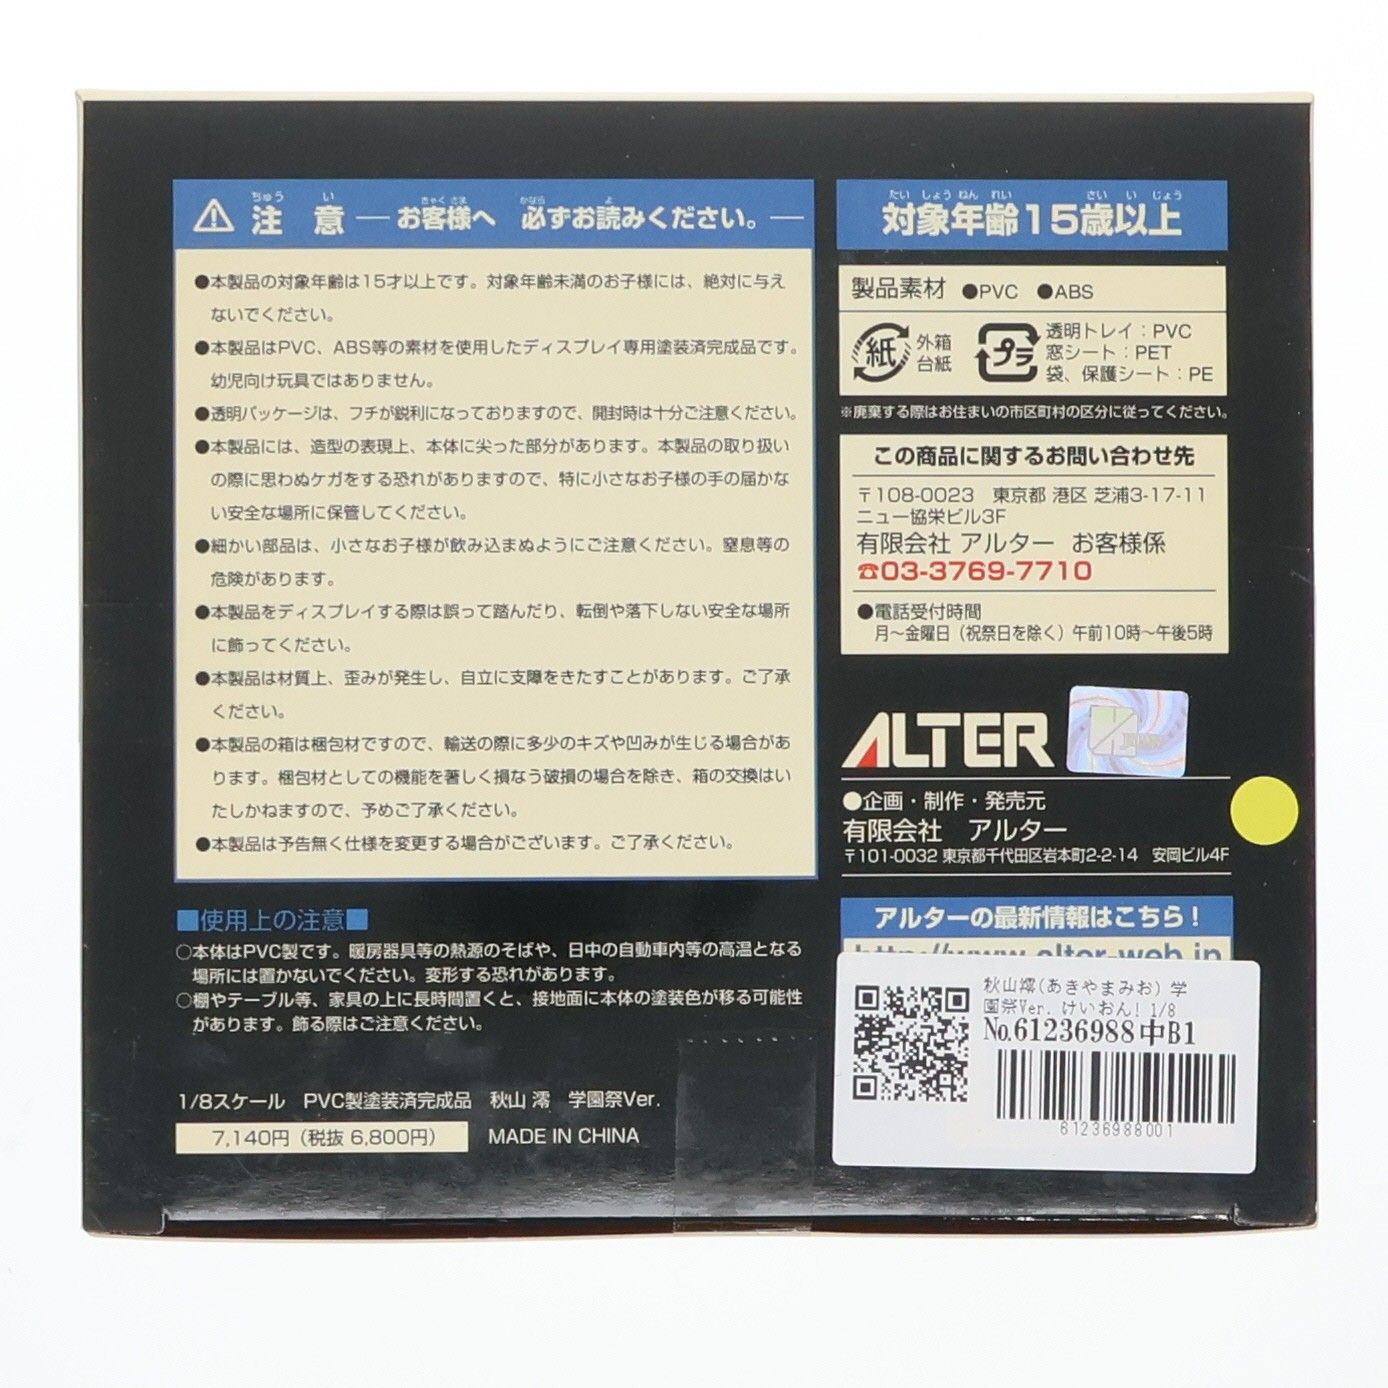 ちゅう い きゃく さま かなら よ
注 意 — お客様へ 必ずお読みください。—
●本製品の対象年齢は15才以上です。対象年齢未満のお子様には、絶対に与え
ないでください。
●本製品はPVC、ABS等の素材を使用したディスプレイ専用塗装済完成品です。
幼児向け玩具ではありません。
●透明パッケージは、フチが鋭利になっておりますので、開封時は十分ご注意ください。
●本製品には、造型の表現上、本体に尖った部分があります。本製品の取り扱い
の際に思わぬケガをする恐れがありますので、特に小さなお子様の手の届かな
い安全な場所に保管してください。
●細かい部品は、小さなお子様が飲み込まぬようにご注意ください。窒息等の
危険があります。
●本製品をディスプレイする際は誤って踏んだり、転倒や落下しない安全な場所
に飾ってください。
●本製品は材質上、歪みが発生し、自立に支障をきたすことがあります。ご了承
ください。
●本製品の箱は梱包材ですので、輸送の際に多少のキズや凹みが生じる場合があ
ります。梱包材としての機能を著しく損なう破損の場合を除き、箱の交換はい
たしかねますので、予めご了承ください。
●本製品は予告無く仕様を変更する場合がございます。ご了承ください。
■使用上の注意■
○本体はPVC製です。暖房器具等の熱源のそばや、日中の自動車内等の高温となる
場所には置かないでください。変形する恐れがあります。
○棚やテーブル等、家具の上に長時間置くと、接地面に本体の塗装色が移る可能性
があります。飾る際はご注意ください。
1/8スケール PVC製塗装済完成品 秋山 澪 学園祭Ver.
7,140円（税抜 6,800円） MADE IN CHINA
たい しょう ねん れい さい い じょう
対象年齢15歳以上
製品素材 ●PVC ●ABS
紙 外箱
台紙
プラ 透明トレイ：PVC
窓シート：PET
袋、保護シート：PE
※廃棄する際はお住まいの市区町村の区分に従ってください。
この商品に関するお問い合わせ先
〒108-0023 東京都 港区 芝浦3-17-11
ニュー協栄ビル3F
有限会社 アルター お客様係
☎03-3769-7710
●電話受付時間
月〜金曜日（祝祭日を除く）午前10時〜午後5時
ALTER
●企画・制作・発売元
有限会社 アルター
〒101-0032 東京都千代田区岩本町2-2-14 安岡ビル4F
アルターの最新情報はこちら！
http://www.alter-web.jp
秋山澪(あきやまみお) 学
園祭Ver. けいおん! 1/8
No.61236988中B1
61236988001